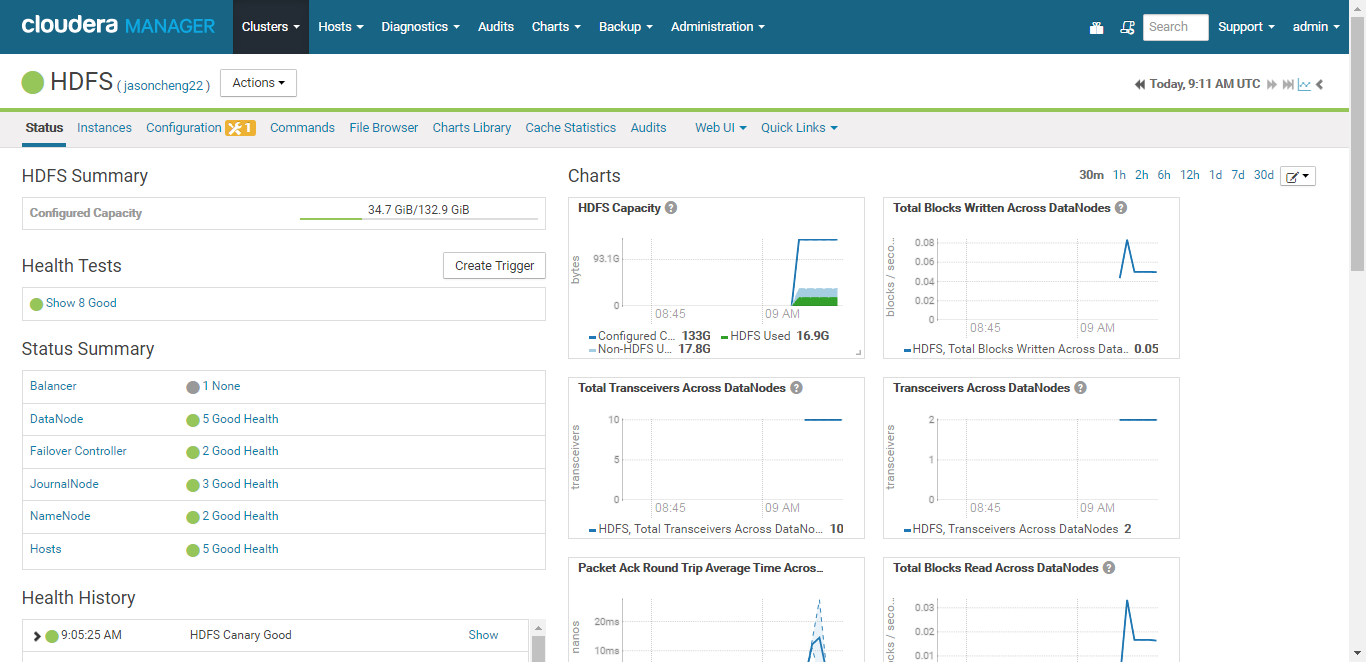 cloudera MANAGER
Clusters Hosts Diagnostics Audits Charts Backup Administration
Search Support admin
HDFS ( jasoncheng22 ) Actions
Today, 9:11 AM UTC
Status Instances Configuration 1 Commands File Browser Charts Library Cache Statistics Audits Web UI Quick Links
HDFS Summary
Configured Capacity 34.7 GiB/132.9 GiB
Health Tests
Create Trigger
Show 8 Good
Status Summary
Balancer 1 None
DataNode 5 Good Health
Failover Controller 2 Good Health
JournalNode 3 Good Health
NameNode 2 Good Health
Hosts 5 Good Health
Health History
9:05:25 AM HDFS Canary Good Show
Charts
30m 1h 2h 6h 12h 1d 7d 30d
HDFS Capacity ?
bytes
93.1G
0
08:45 09 AM
Configured C... 133G HDFS Used 16.9G
Non-HDFS U... 17.8G
Total Blocks Written Across DataNodes ?
blocks / seco...
0.08
0.06
0.04
0.02
0
08:45 09 AM
HDFS, Total Blocks Written Across Data.. 0.05
Total Transceivers Across DataNodes ?
transceivers
10
5
0
08:45 09 AM
HDFS, Total Transceivers Across DataNo... 10
Transceivers Across DataNodes ?
transceivers
2
1
0
08:45 09 AM
HDFS, Transceivers Across DataNodes 2
Packet Ack Round Trip Average Time Acros...
nanos
20ms
10ms
Total Blocks Read Across DataNodes ?
0.03
0.02
0.01